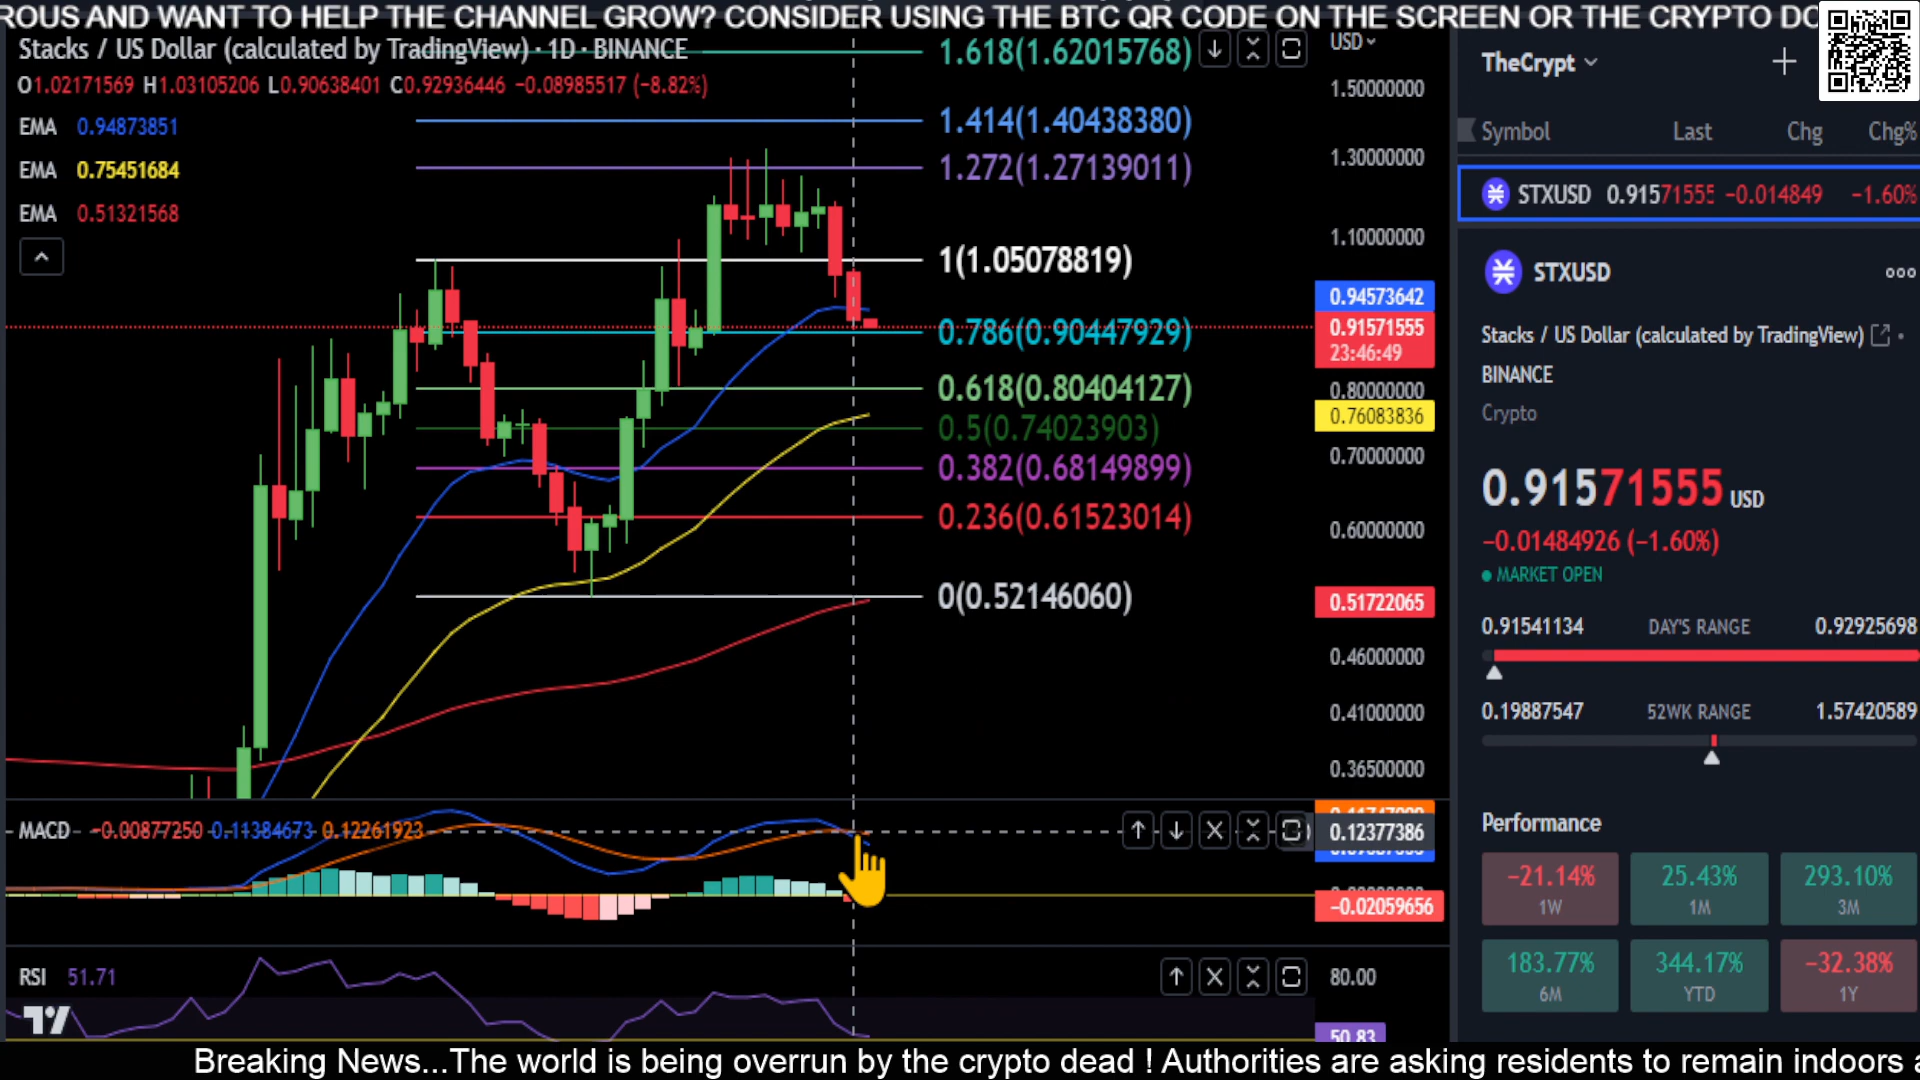 ROUS AND WANT TO HELP THE CHANNEL GROW? CONSIDER USING THE BTC QR CODE ON THE SCREEN OR THE CRYPTO DO
Stacks / US Dollar (calculated by TradingView) · 1D · BINANCE
O1.02171569 H1.03105206 L0.90638401 C0.92936446 −0.08985517 (−8.82%)
EMA 0.94873851
EMA 0.75451684
EMA 0.51321568
1.618(1.62015768)
1.414(1.40438380)
1.272(1.27139011)
1(1.05078819)
0.786(0.90447929)
0.618(0.80404127)
0.5(0.74023903)
0.382(0.68149899)
0.236(0.61523014)
0(0.52146060)
USD
1.50000000
1.30000000
1.10000000
0.94573642
0.91571555
23:46:49
0.80000000
0.76083836
0.70000000
0.60000000
0.51722065
0.46000000
0.41000000
0.36500000
MACD −0.00877250 0.11384673 0.12261923
0.12377386
−0.02059656
RSI 51.71
80.00
50.83
TheCrypt
Symbol Last Chg Chg%
STXUSD 0.91571555 −0.014849 −1.60%
STXUSD
Stacks / US Dollar (calculated by TradingView)
BINANCE
Crypto
0.91571555 USD
−0.01484926 (−1.60%)
MARKET OPEN
0.91541134 DAY'S RANGE 0.92925698
0.19887547 52WK RANGE 1.57420589
Performance
−21.14% 25.43% 293.10%
1W 1M 3M
183.77% 344.17% −32.38%
6M YTD 1Y
Breaking News...The world is being overrun by the crypto dead ! Authorities are asking residents to remain indoors a